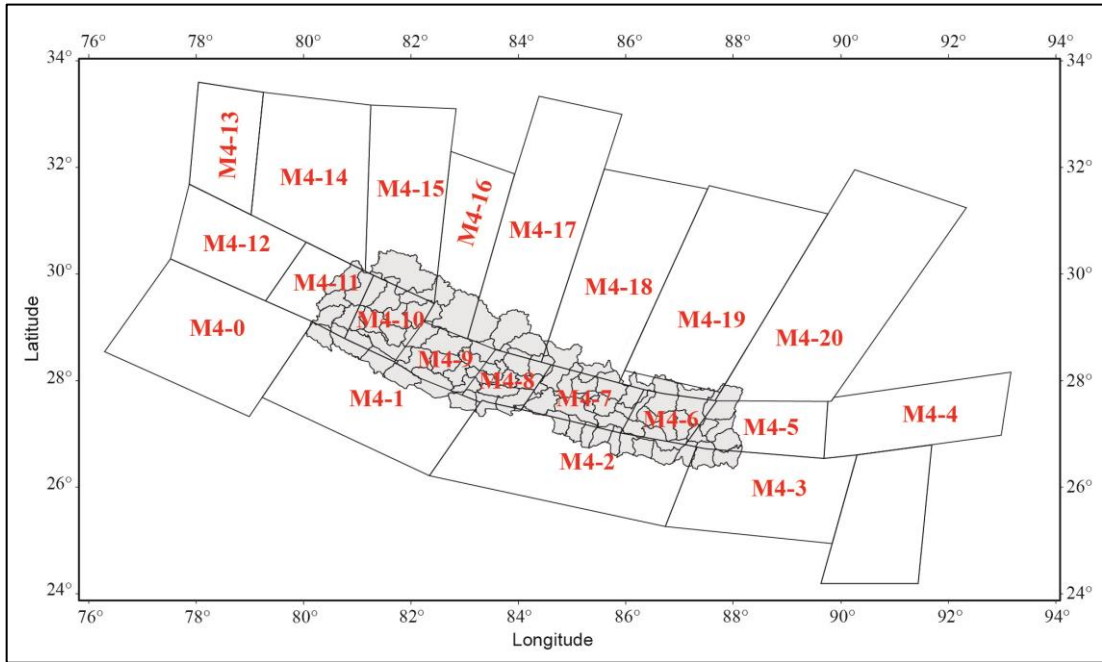 76° 78° 80° 82° 84° 86° 88° 90° 92° 94°
34° 34°
M4-13
M4-14
M4-15
M4-16
32° 32°
M4-17
M4-12
M4-18
30° 30°
M4-11
M4-19
M4-10
M4-0
M4-20
Latitude
M4-9
M4-8
28° 28°
M4-1
M4-7
M4-6
M4-5
M4-4
M4-2
M4-3
26° 26°
24° 24°
76° 78° 80° 82° 84° 86° 88° 90° 92° 94°
Longitude